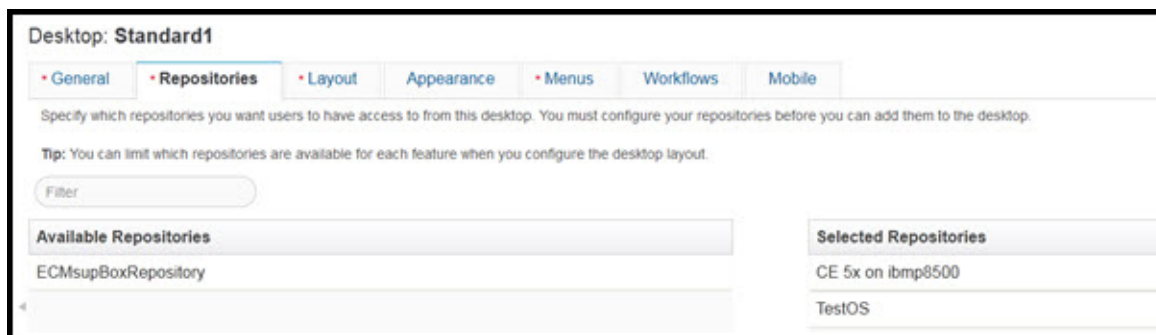 Desktop: Standard1
• General • Repositories • Layout Appearance • Menus Workflows Mobile
Specify which repositories you want users to have access to from this desktop. You must configure your repositories before you can add them to the desktop.
Tip: You can limit which repositories are available for each feature when you configure the desktop layout.
Filter
Available Repositories Selected Repositories
ECMsupBoxRepository CE 5x on ibmp8500
TestOS